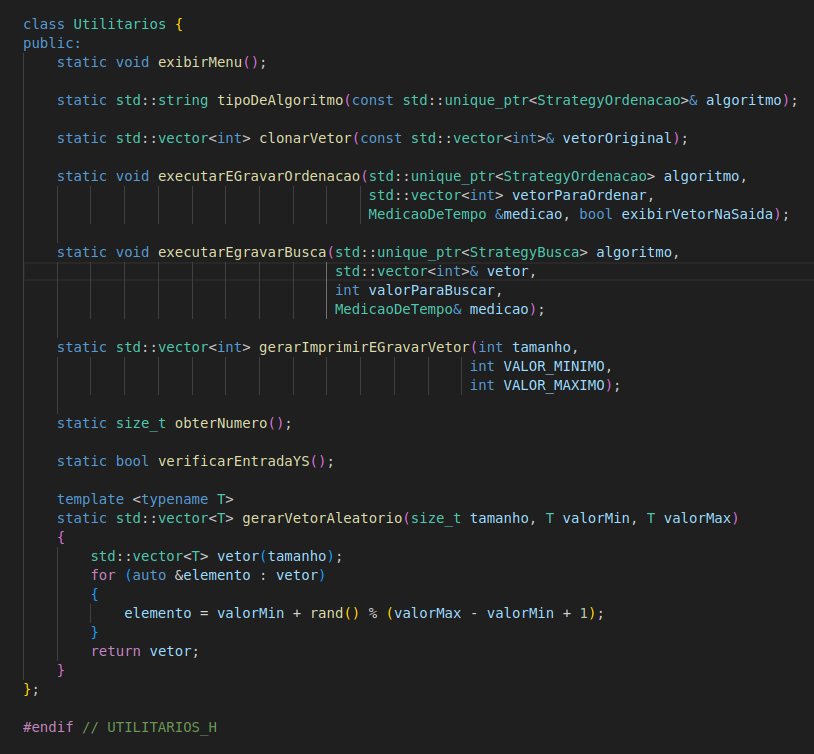 class Utilitarios {
public:
    static void exibirMenu();

    static std::string tipoDeAlgoritmo(const std::unique_ptr<StrategyOrdenacao>& algoritmo);

    static std::vector<int> clonarVetor(const std::vector<int>& vetorOriginal);

    static void executarEGravarOrdenacao(std::unique_ptr<StrategyOrdenacao> algoritmo,
                                         std::vector<int> vetorParaOrdenar,
                                         MedicaoDeTempo &medicao, bool exibirVetorNaSaida);

    static void executarEgravarBusca(std::unique_ptr<StrategyBusca> algoritmo,
                                     std::vector<int>& vetor,
                                     int valorParaBuscar,
                                     MedicaoDeTempo& medicao);

    static std::vector<int> gerarImprimirEGravarVetor(int tamanho,
                                                     int VALOR_MINIMO,
                                                     int VALOR_MAXIMO);

    static size_t obterNumero();

    static bool verificarEntradaYS();

    template <typename T>
    static std::vector<T> gerarVetorAleatorio(size_t tamanho, T valorMin, T valorMax)
    {
        std::vector<T> vetor(tamanho);
        for (auto &elemento : vetor)
        {
            elemento = valorMin + rand() % (valorMax - valorMin + 1);
        }
        return vetor;
    }
};

#endif // UTILITARIOS_H